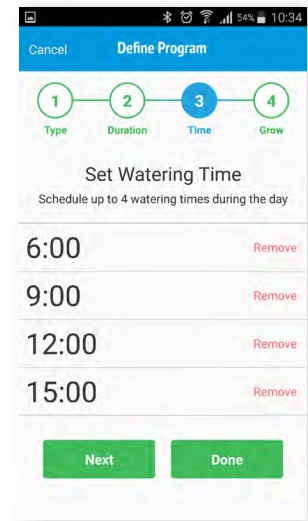 54% 10:34
Cancel Define Program
1 2 3 4
Type Duration Time Grow
Set Watering Time
Schedule up to 4 watering times during the day
6:00 Remove
9:00 Remove
12:00 Remove
15:00 Remove
Next Done